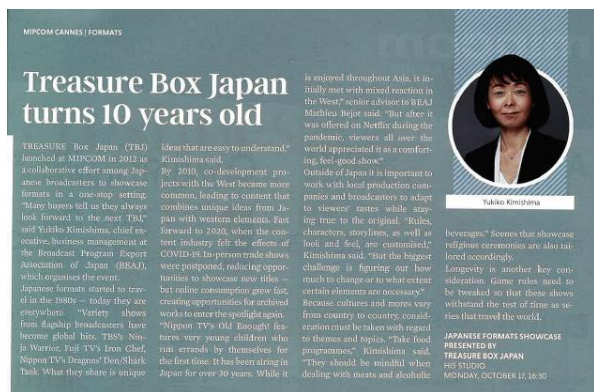 MIPCOM CANNES | FORMATS
Treasure Box Japan
turns 10 years old
TREASURE Box Japan (TBJ)
launched at MIPCOM in 2012 as
a collaborative effort among Jap-
anese broadcasters to showcase
formats in a one-stop setting.
“Many buyers tell us they always
look forward to the next TBJ,”
said Yukiko Kimishima, chief ex-
ecutive, business management at
the Broadcast Program Export
Association of Japan (BEAJ),
which organises the event.
Japanese formats started to trav-
el in the 1980s — today they are
everywhere. “Variety shows
from flagship broadcasters have
become global hits. TBS's Nin-
ja Warrior, Fuji TV's Iron Chef,
Nippon TV's Dragons' Den/Shark
Tank. What they share is unique
ideas that are easy to understand,”
Kimishima said.
By 2010, co-development pro-
jects with the West became more
common, leading to content that
combines unique ideas from Ja-
pan with western elements. Fast
forward to 2020, when the con-
tent industry felt the effects of
COVID-19. In-person trade shows
were postponed, reducing oppor-
tunities to showcase new titles —
but online consumption grew fast,
creating opportunities for archived
works to enter the spotlight again.
“Nippon TV's Old Enough! fea-
tures very young children who
run errands by themselves for
the first time. It has been airing in
Japan for over 30 years. While it
is enjoyed throughout Asia, it in-
itially met with mixed reaction in
the West,” senior advisor to BEAJ
Mathieu Bejot said. “But after it
was offered on Netflix during the
pandemic, viewers all over the
world appreciated it as a comfort-
ing, feel-good show.”
Outside of Japan it is important to
work with local production com-
panies and broadcasters to adapt
to viewers' tastes while stay-
ing true to the original. “Rules,
characters, storylines, as well as
look and feel, are customised,”
Kimishima said. “But the biggest
challenge is figuring out how
much to change or to what extent
certain elements are necessary.”
Because cultures and mores vary
from country to country, consid-
eration must be taken with regard
to themes and topics. “Take food
programmes,” Kimishima said.
“They should be mindful when
dealing with meats and alcoholic
Yukiko Kimishima
beverages.” Scenes that showcase
religious ceremonies are also tai-
lored accordingly.
Longevity is another key con-
sideration. Game rules need to
be tweaked so that these shows
withstand the test of time as se-
ries that travel the world.
JAPANESE FORMATS SHOWCASE
PRESENTED BY
TREASURE BOX JAPAN
HI5 STUDIO
MONDAY, OCTOBER 17, 16:30